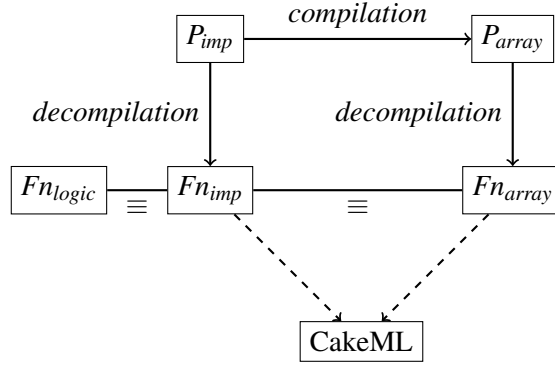 compilation
P_imp P_array
decompilation decompilation
Fn_logic Fn_imp Fn_array
≡ ≡
CakeML